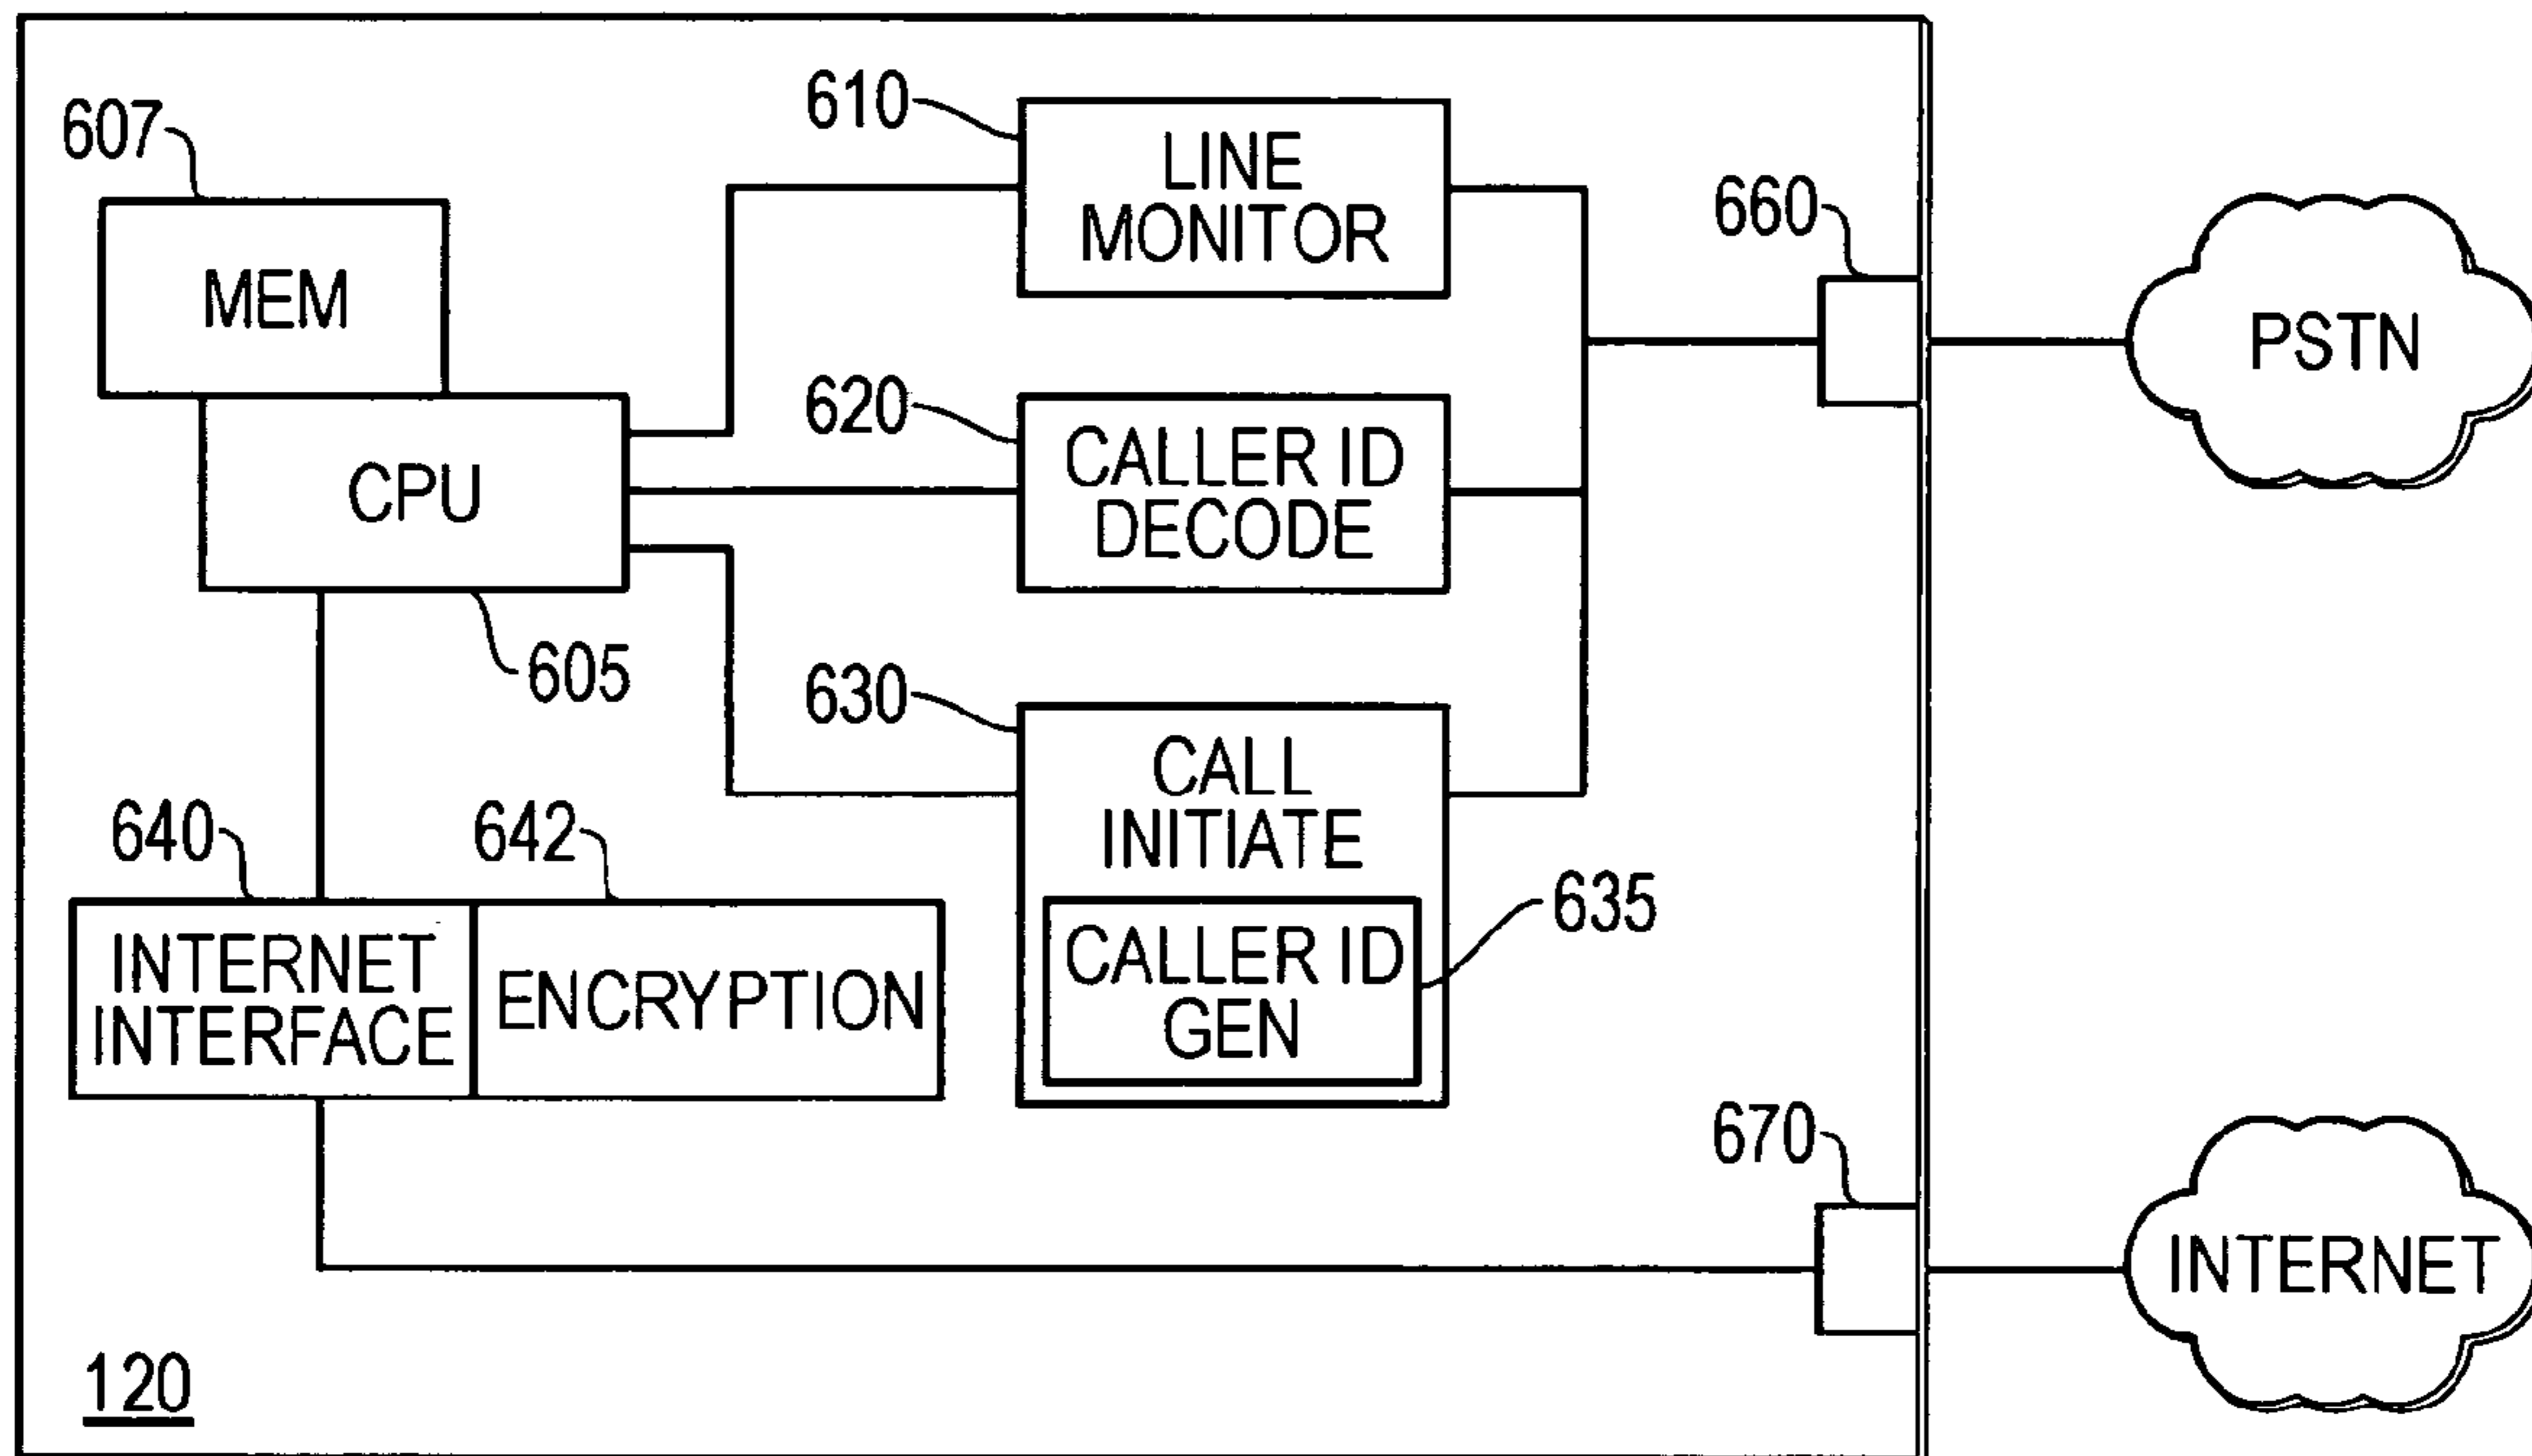 610
607
LINE
MONITOR
660
MEM
PSTN
620
CALLER ID
DECODE
CPU
605
630
CALL
INITIATE
640
642
635
INTERNET
INTERFACE
ENCRYPTION
CALLER ID
GEN
670
INTERNET
120